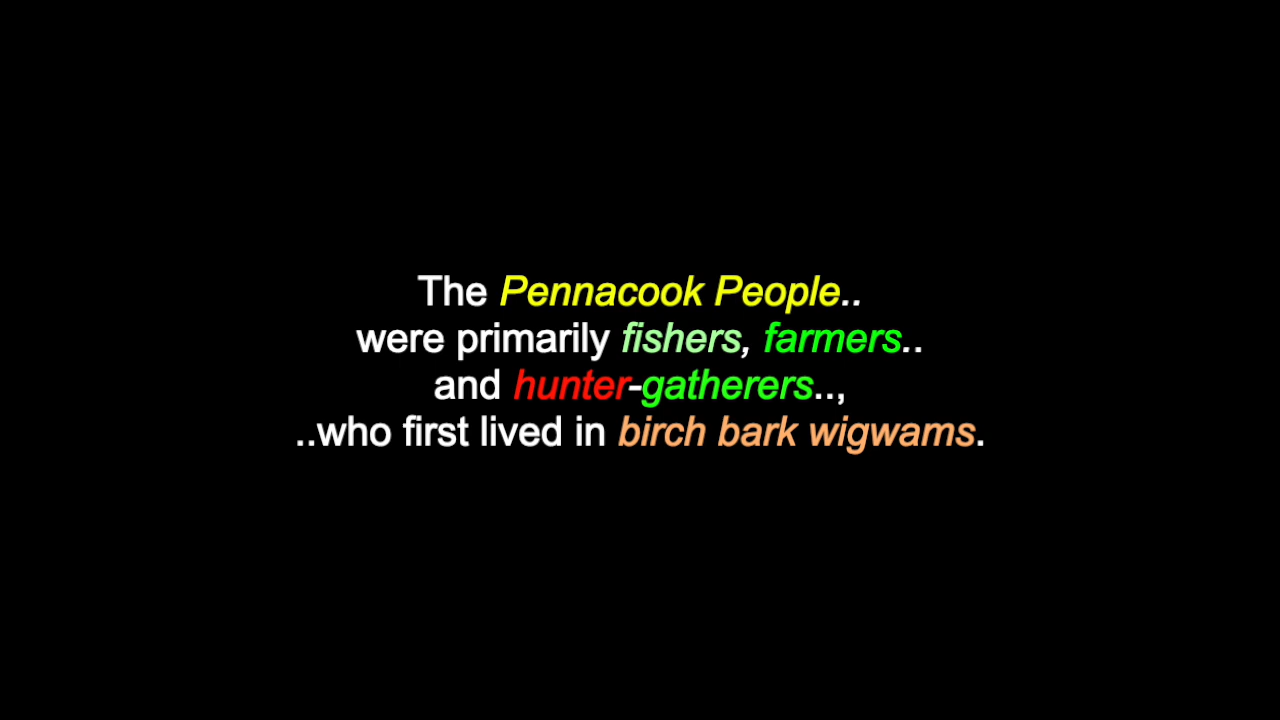 The Pennacook People..
were primarily fishers, farmers..
and hunter-gatherers..,
..who first lived in birch bark wigwams.